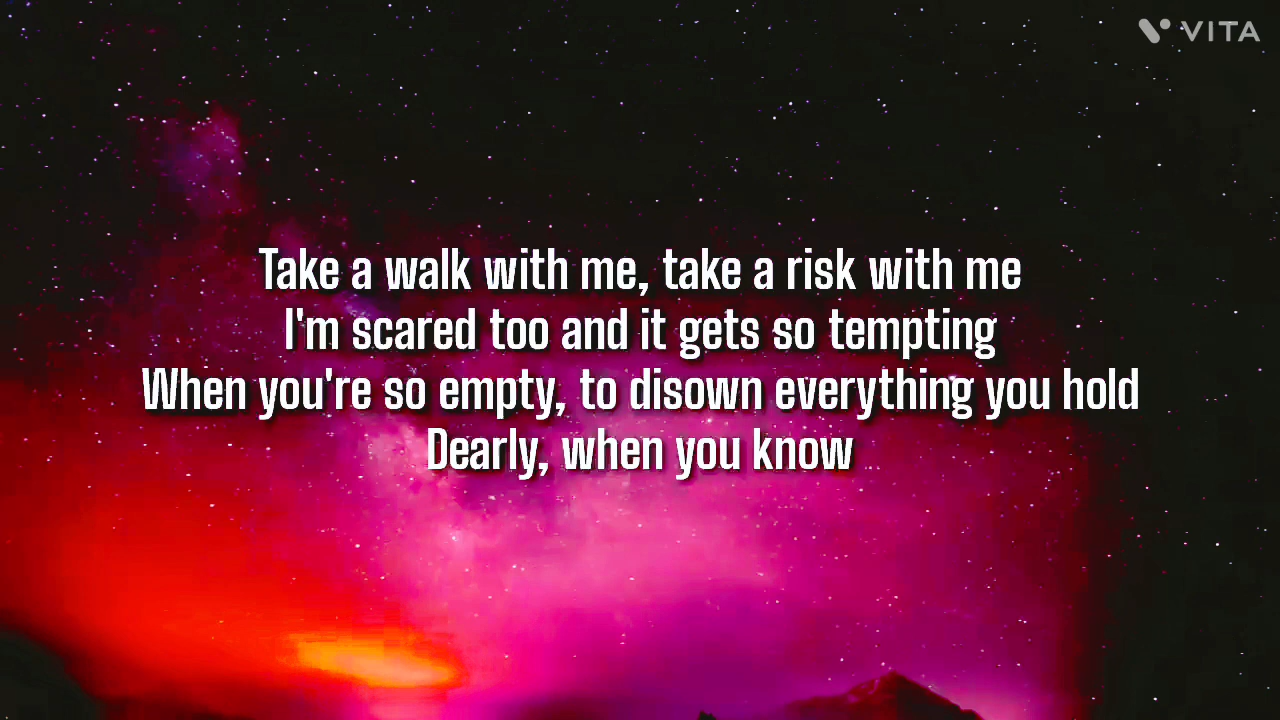 VITA
Take a walk with me, take a risk with me
I'm scared too and it gets so tempting
When you're so empty, to disown everything you hold
Dearly, when you know